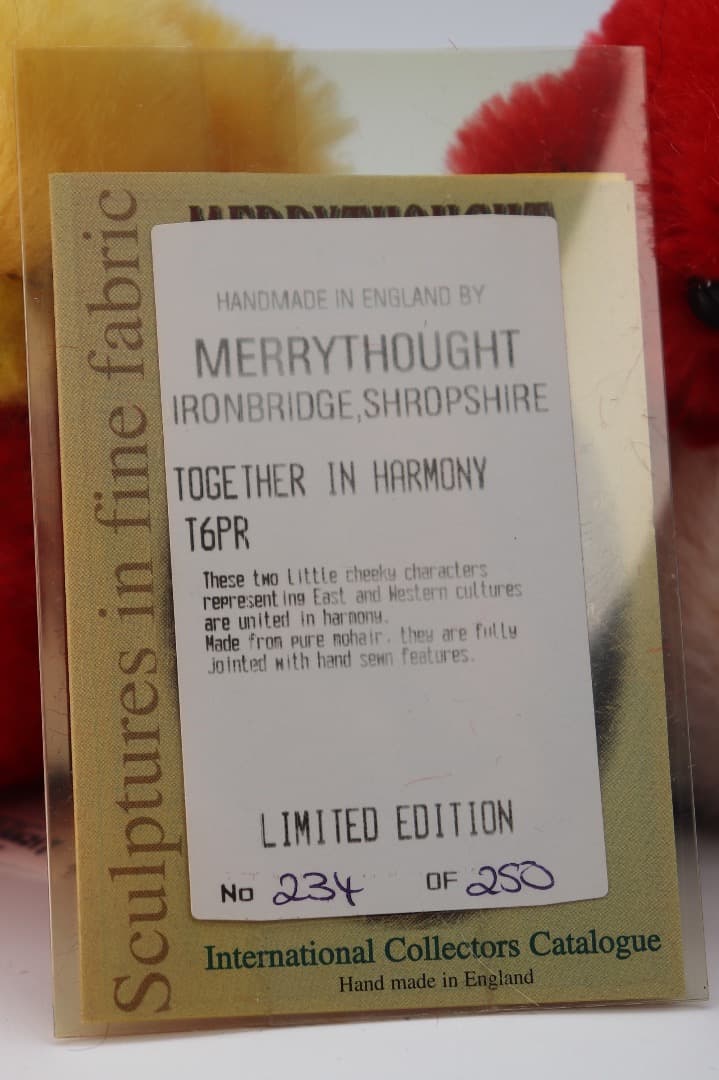 Sculptures in fine fabric
MERRYTHOUGHT
HANDMADE IN ENGLAND BY
MERRYTHOUGHT
IRONBRIDGE,SHROPSHIRE
TOGETHER IN HARMONY
T6PR
These two little cheeky characters
representing East and Western cultures
are united in harmony.
Made from pure mohair. they are fully
jointed with hand sewn features.
LIMITED EDITION
No 234 OF 250
International Collectors Catalogue
Hand made in England